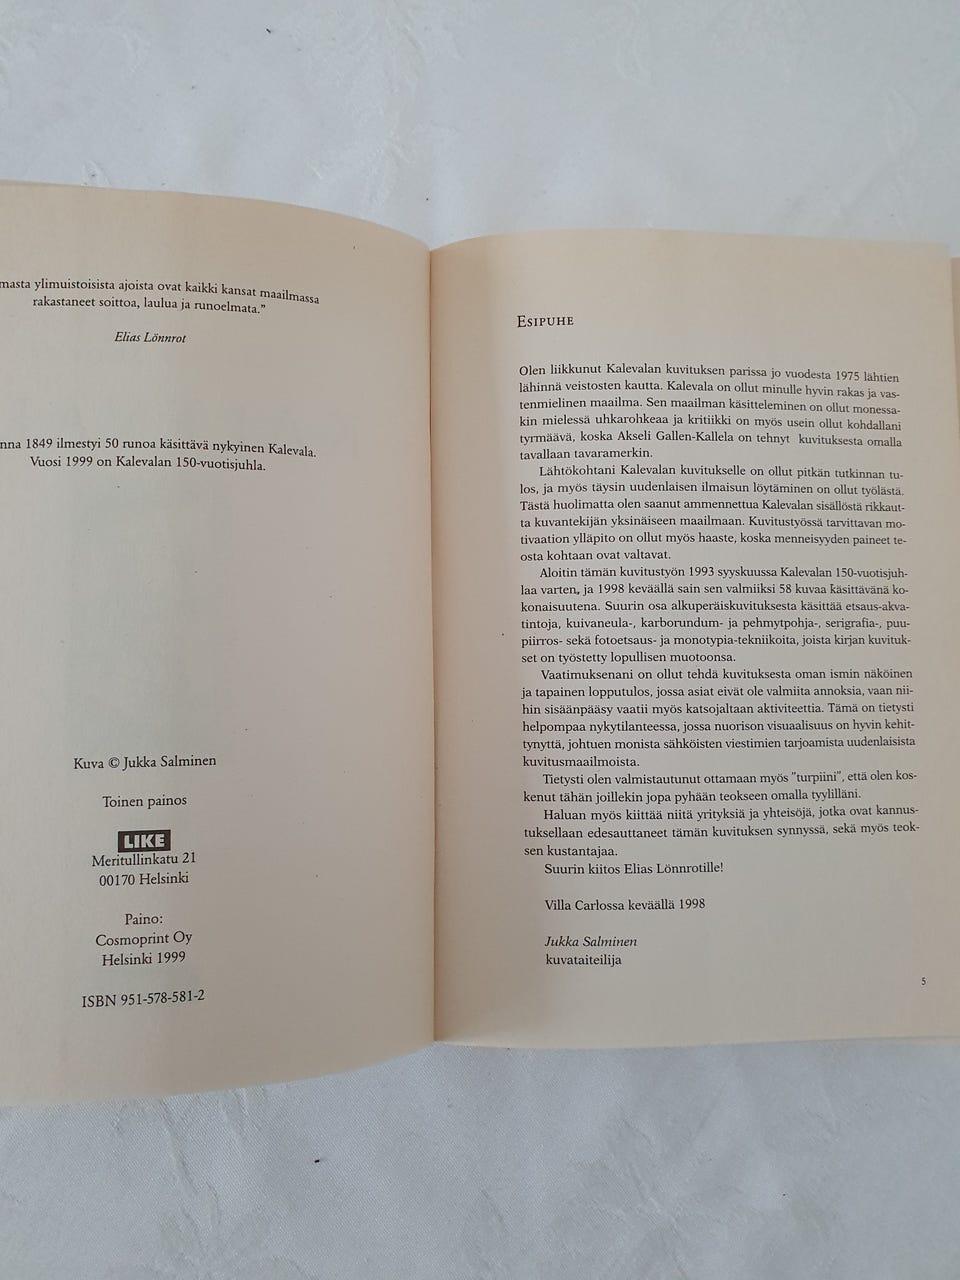 masta ylimuistoisista ajoista ovat kaikki kansat maailmassa
rakastaneet soittoa, laulua ja runoelmata.”
Elias Lönnrot
nna 1849 ilmestyi 50 runoa käsittävä nykyinen Kalevala.
Vuosi 1999 on Kalevalan 150-vuotisjuhla.
Kuva © Jukka Salminen
Toinen painos
LIKE
Meritullinkatu 21
00170 Helsinki
Paino:
Cosmoprint Oy
Helsinki 1999
ISBN 951-578-581-2
ESIPUHE
Olen liikkunut Kalevalan kuvituksen parissa jo vuodesta 1975 lähtien
lähinnä veistosten kautta. Kalevala on ollut minulle hyvin rakas ja vas-
tenmielinen maailma. Sen maailman käsitteleminen on ollut monessa-
kin mielessä uhkarohkeaa ja kritiikki on myös usein ollut kohdallani
tyrmäävä, koska Akseli Gallen-Kallela on tehnyt kuvituksesta omalla
tavallaan tavaramerkin.
Lähtökohtani Kalevalan kuvitukselle on ollut pitkän tutkinnan tu-
los, ja myös täysin uudenlaisen ilmaisun löytäminen on ollut työlästä.
Tästä huolimatta olen saanut ammennettua Kalevalan sisällöstä rikkaut-
ta kuvantekijän yksinäiseen maailmaan. Kuvitustyössä tarvittavan mo-
tivaation ylläpito on ollut myös haaste, koska menneisyyden paineet te-
osta kohtaan ovat valtavat.
Aloitin tämän kuvitustyön 1993 syyskuussa Kalevalan 150-vuotisjuh-
laa varten, ja 1998 keväällä sain sen valmiiksi 58 kuvaa käsittävänä ko-
konaisuutena. Suurin osa alkuperäiskuvituksesta käsittää etsaus-akva-
tintoja, kuivaneula-, karborundum- ja pehmytpohja-, serigrafia-, puu-
piirros- sekä fotoetsaus- ja monotypia-tekniikoita, joista kirjan kuvituk-
set on työstetty lopullisen muotoonsa.
Vaatimuksenani on ollut tehdä kuvituksesta oman ismin näköinen
ja tapainen lopputulos, jossa asiat eivät ole valmiita annoksia, vaan nii-
hin sisäänpääsy vaatii myös katsojaltaan aktiviteettia. Tämä on tietysti
helpompaa nykytilanteessa, jossa nuorison visuaalisuus on hyvin kehit-
tynyttä, johtuen monista sähköisten viestimien tarjoamista uudenlaisista
kuvitusmaailmoista.
Tietysti olen valmistautunut ottamaan myös ”turpiini”, että olen kos-
kenut tähän joillekin jopa pyhään teokseen omalla tyylilläni.
Haluan myös kiittää niitä yrityksiä ja yhteisöjä, jotka ovat kannus-
tuksellaan edesauttaneet tämän kuvituksen synnyssä, sekä myös teok-
sen kustantajaa.
Suurin kiitos Elias Lönnrotille!
Villa Carlossa keväällä 1998
Jukka Salminen
kuvataiteilija
5